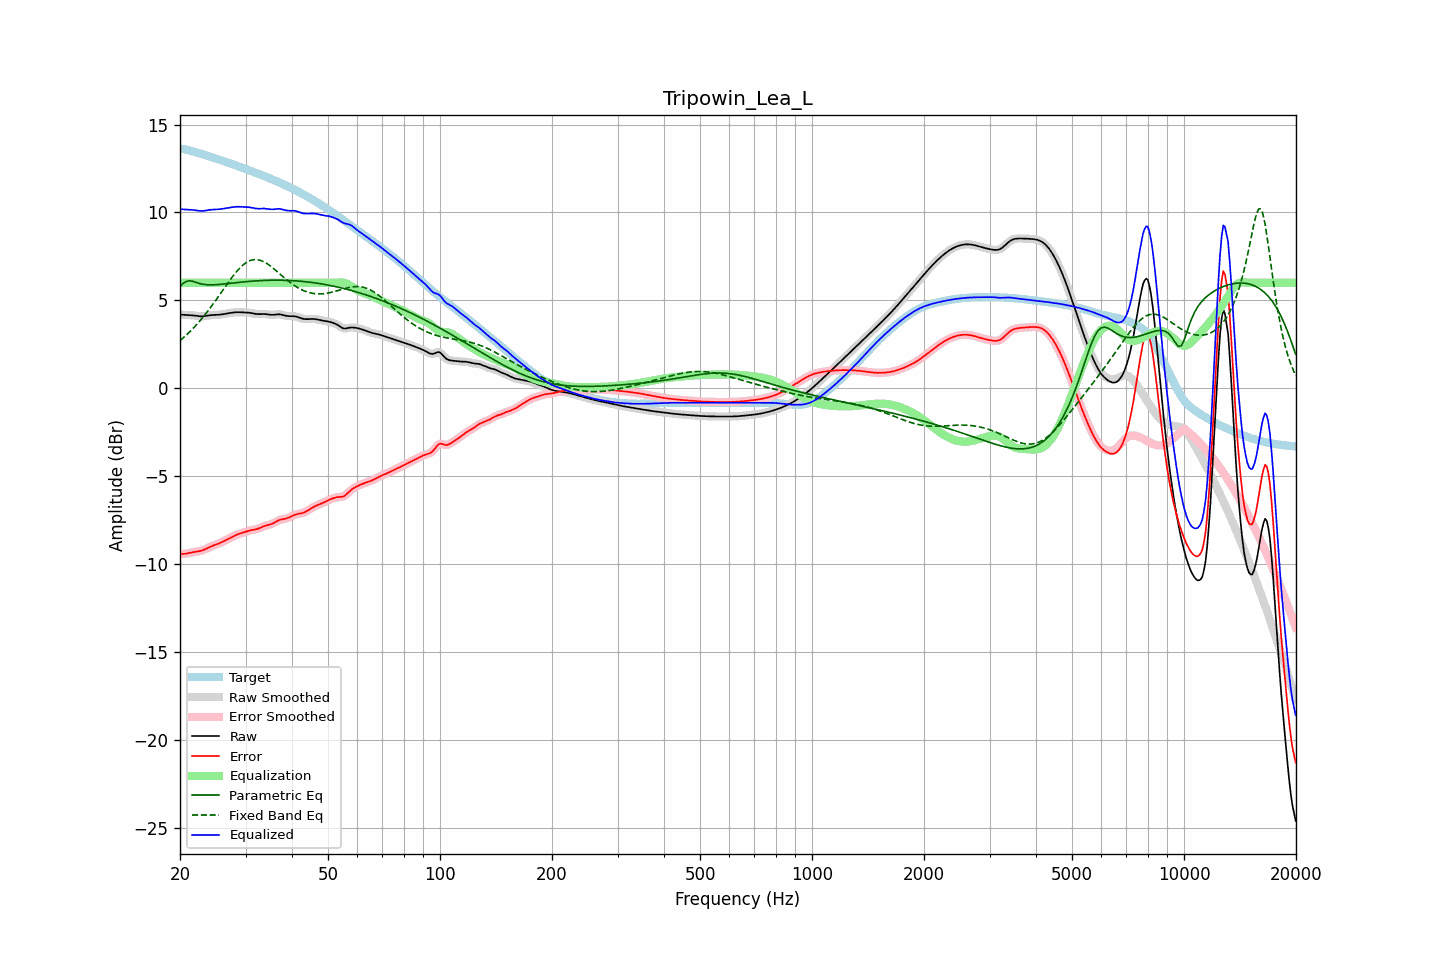 Tripowin_Lea_L
15
10
5
0
−5
−10
−15
−20
−25
Amplitude (dBr)
Target
Raw Smoothed
Error Smoothed
Raw
Error
Equalization
Parametric Eq
Fixed Band Eq
Equalized
20 50 100 200 500 1000 2000 5000 10000 20000
Frequency (Hz)